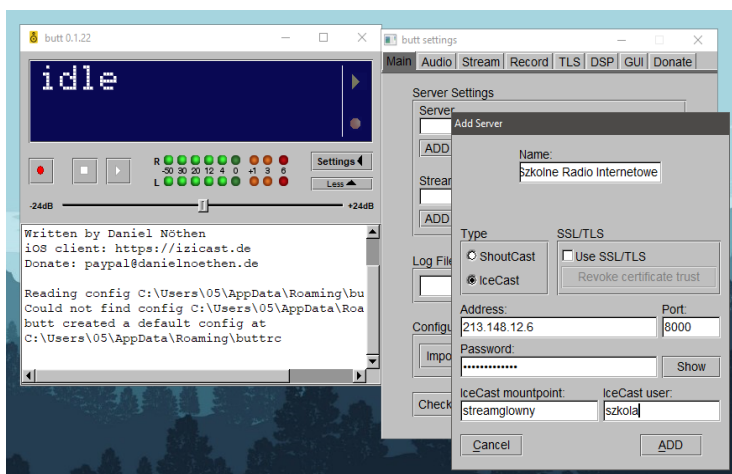 butt 0.1.22
idle
R
-50 30 20 12 4 0 +1 3 6
L
Settings
Less
-24dB
+24dB
Written by Daniel Nöthen
iOS client: https://izicast.de
Donate: paypal@danielnoethen.de
Reading config C:\Users\05\AppData\Roaming\bu
Could not find config C:\Users\05\AppData\Roa
butt created a default config at
C:\Users\05\AppData\Roaming\buttrc
butt settings
Main Audio Stream Record TLS DSP GUI Donate
Server Settings
Server
ADD
Strea
ADD
Log File
Configu
Impo
Check
Add Server
Name:
Szkolne Radio Internetowe
Type
SSL/TLS
ShoutCast
Use SSL/TLS
IceCast
Revoke certificate trust
Address:
Port:
213.148.12.6
8000
Password:
•••••••••••••
Show
IceCast mountpoint:
IceCast user:
streamglowny
szkola
Cancel
ADD